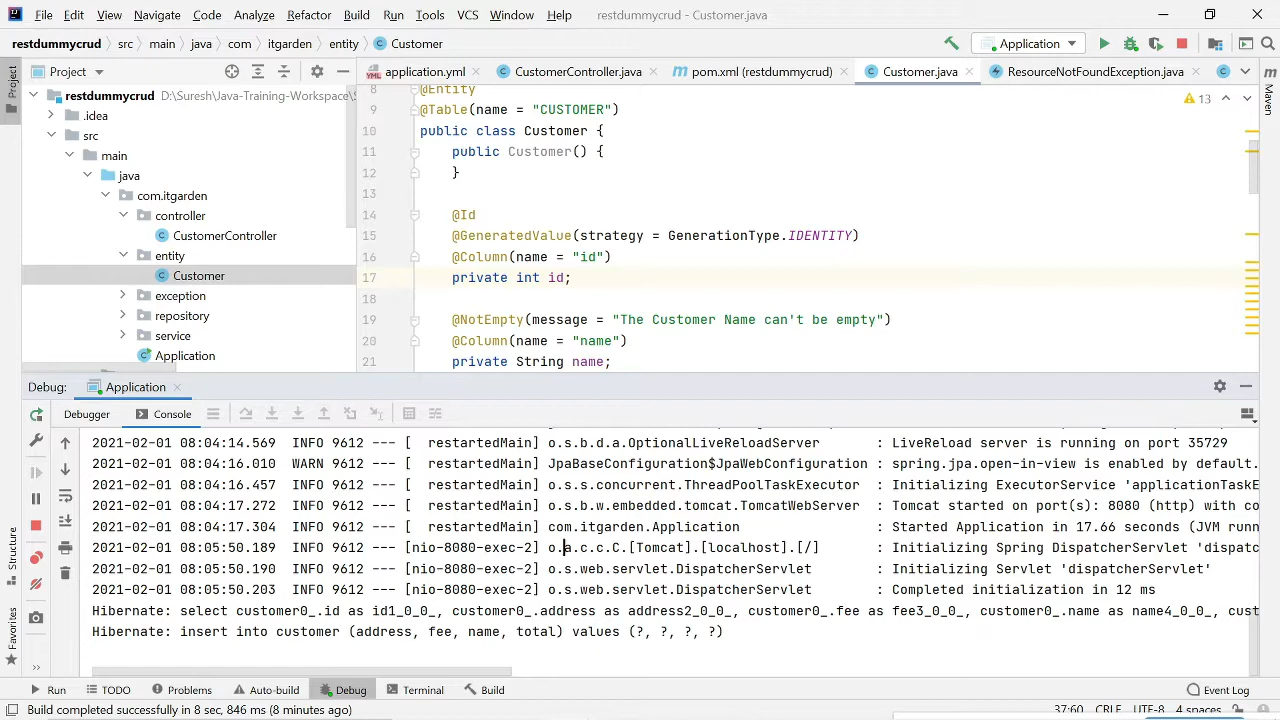 File Edit View Navigate Code Analyze Refactor Build Run Tools VCS Window Help restdummycrud - Customer.java
restdummycrud src main java com itgarden entity Customer Application
Project application.yml CustomerController.java pom.xml (restdummycrud) Customer.java ResourceNotFoundException.java
Project
Maven
restdummycrud D:\Suresh\Java-Training-Workspace\S
.idea
src
main
java
com.itgarden
controller
CustomerController
entity
Customer
exception
repository
service
Application
13
8 @Entity
9 @Table(name = "CUSTOMER")
10 public class Customer {
11 public Customer() {
12 }
13
14 @Id
15 @GeneratedValue(strategy = GenerationType.IDENTITY)
16 @Column(name = "id")
17 private int id;
18
19 @NotEmpty(message = "The Customer Name can't be empty")
20 @Column(name = "name")
21 private String name;
Debug: Application
Debugger Console
2021-02-01 08:04:14.569 INFO 9612 --- [ restartedMain] o.s.b.d.a.OptionalLiveReloadServer : LiveReload server is running on port 35729
2021-02-01 08:04:16.010 WARN 9612 --- [ restartedMain] JpaBaseConfiguration$JpaWebConfiguration : spring.jpa.open-in-view is enabled by default.
2021-02-01 08:04:16.457 INFO 9612 --- [ restartedMain] o.s.s.concurrent.ThreadPoolTaskExecutor : Initializing ExecutorService 'applicationTaskE
2021-02-01 08:04:17.272 INFO 9612 --- [ restartedMain] o.s.b.w.embedded.tomcat.TomcatWebServer : Tomcat started on port(s): 8080 (http) with co
2021-02-01 08:04:17.304 INFO 9612 --- [ restartedMain] com.itgarden.Application : Started Application in 17.66 seconds (JVM runn
2021-02-01 08:05:50.189 INFO 9612 --- [nio-8080-exec-2] o.a.c.c.C.[Tomcat].[localhost].[/] : Initializing Spring DispatcherServlet 'dispatc
2021-02-01 08:05:50.190 INFO 9612 --- [nio-8080-exec-2] o.s.web.servlet.DispatcherServlet : Initializing Servlet 'dispatcherServlet'
2021-02-01 08:05:50.203 INFO 9612 --- [nio-8080-exec-2] o.s.web.servlet.DispatcherServlet : Completed initialization in 12 ms
Hibernate: select customer0_.id as id1_0_0_, customer0_.address as address2_0_0_, customer0_.fee as fee3_0_0_, customer0_.name as name4_0_0_, cust
Hibernate: insert into customer (address, fee, name, total) values (?, ?, ?, ?)
Structure
Favorites
Run TODO Problems Auto-build Debug Terminal Build Event Log
Build completed successfully in 8 sec, 846 ms (8 minutes ago) 37:60 CRLF UTF-8 4 spaces